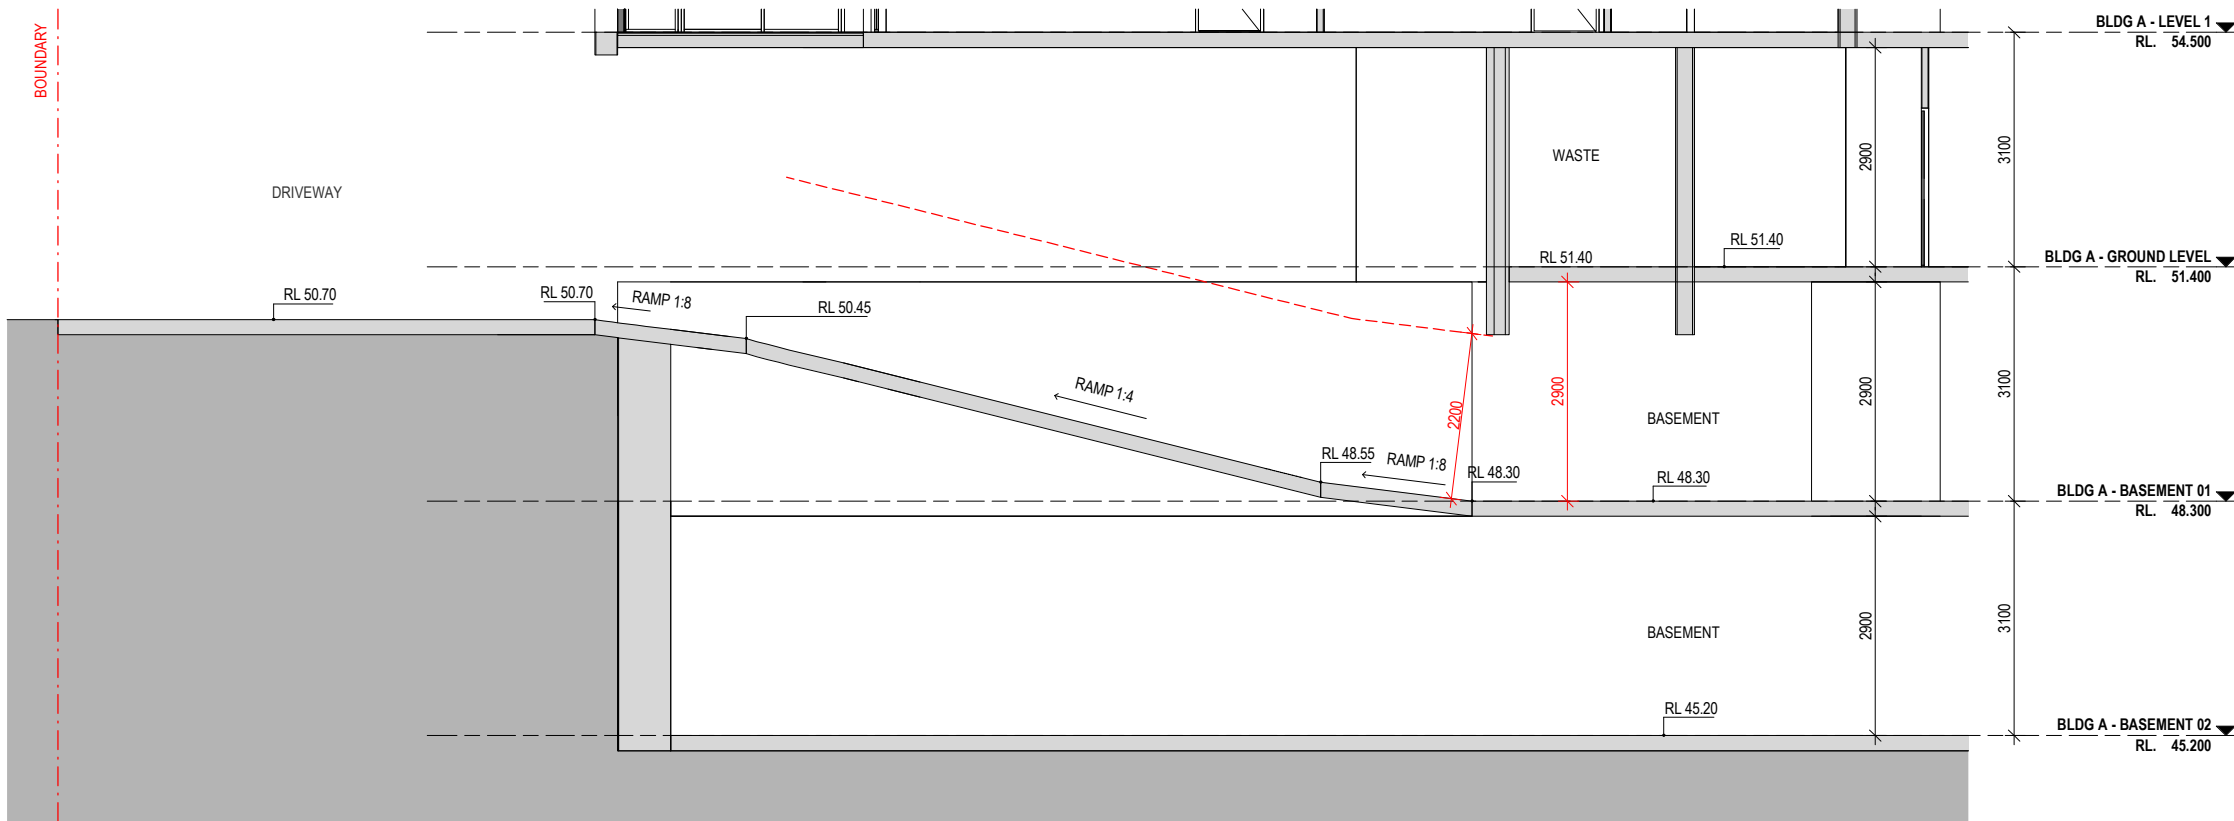 BOUNDARY
BLDG A - LEVEL 1
RL. 54.500
2900
3100
WASTE
DRIVEWAY
RL 51.40
RL 51.40
BLDG A - GROUND LEVEL
RL. 51.400
RL 50.70
RL 50.70
RAMP 1:8
RL 50.45
RAMP 1:4
2200
2900
2900
3100
BASEMENT
RL 48.55
RAMP 1:8
RL 48.30
RL 48.30
BLDG A - BASEMENT 01
RL. 48.300
2900
3100
BASEMENT
RL 45.20
BLDG A - BASEMENT 02
RL. 45.200